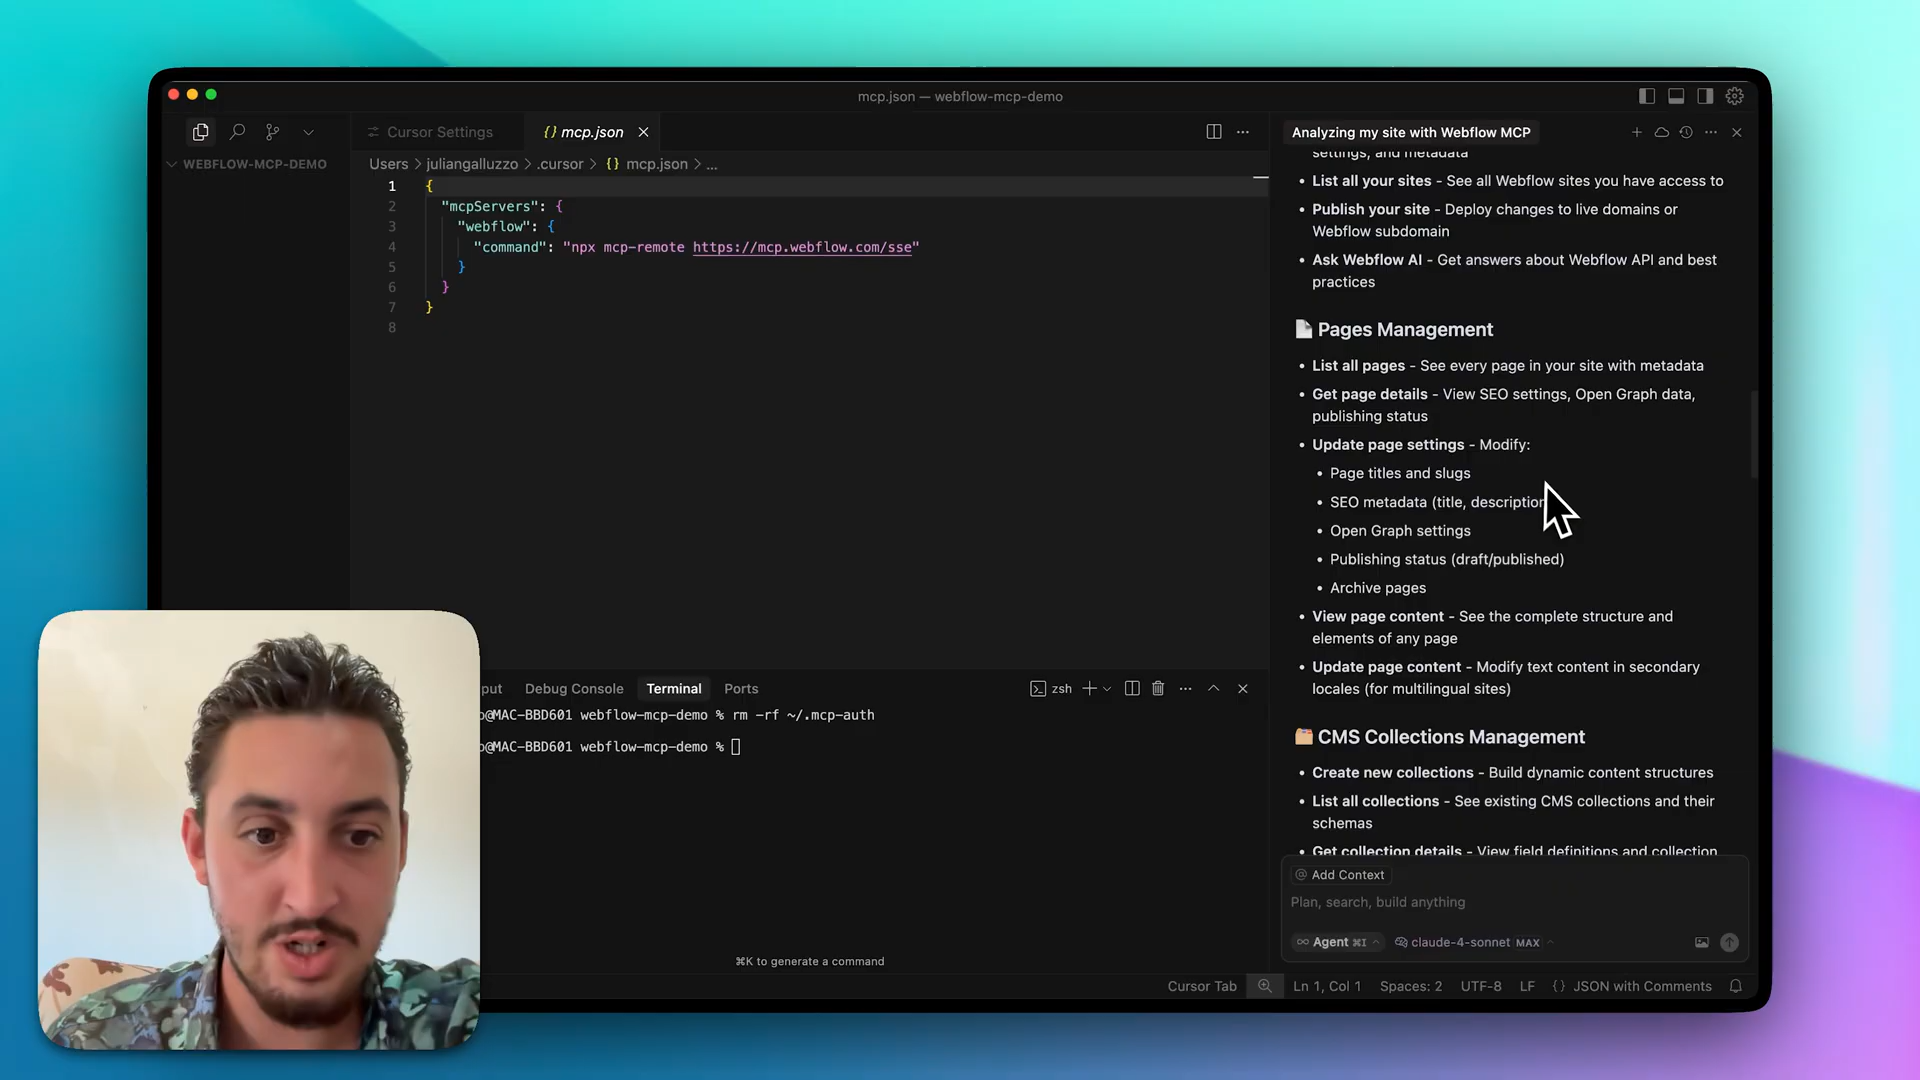 mcp.json — webflow-mcp-demo
WEBFLOW-MCP-DEMO
Cursor Settings
{} mcp.json
Users > juliangalluzzo > .cursor > {} mcp.json > ...
1 {
2 "mcpServers": {
3 "webflow": {
4 "command": "npx mcp-remote https://mcp.webflow.com/sse"
5 }
6 }
7 }
8
put
Debug Console
Terminal
Ports
zsh
o@MAC-BBD601 webflow-mcp-demo % rm -rf ~/.mcp-auth
o@MAC-BBD601 webflow-mcp-demo %
⌘K to generate a command
Analyzing my site with Webflow MCP
settings, and metadata
• List all your sites - See all Webflow sites you have access to
• Publish your site - Deploy changes to live domains or
Webflow subdomain
• Ask Webflow AI - Get answers about Webflow API and best
practices
Pages Management
• List all pages - See every page in your site with metadata
• Get page details - View SEO settings, Open Graph data,
publishing status
• Update page settings - Modify:
• Page titles and slugs
• SEO metadata (title, description
• Open Graph settings
• Publishing status (draft/published)
• Archive pages
• View page content - See the complete structure and
elements of any page
• Update page content - Modify text content in secondary
locales (for multilingual sites)
CMS Collections Management
• Create new collections - Build dynamic content structures
• List all collections - See existing CMS collections and their
schemas
• Get collection details - View field definitions and collection
@ Add Context
Plan, search, build anything
∞ Agent ⌘I
claude-4-sonnet MAX
Cursor Tab
Ln 1, Col 1
Spaces: 2
UTF-8
LF
{} JSON with Comments